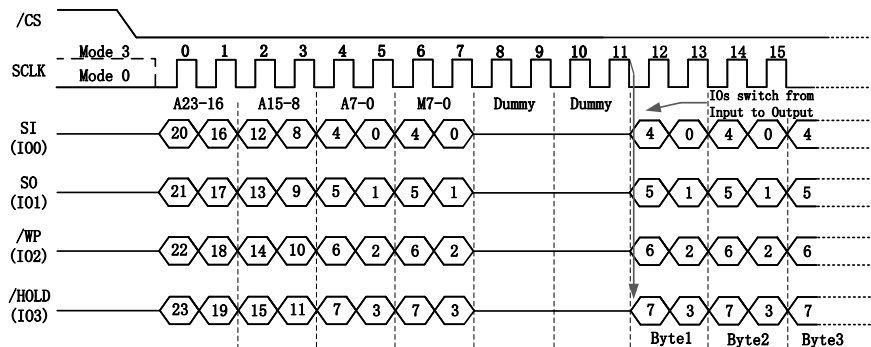 /CS
Mode 3 0 1 2 3 4 5 6 7 8 9 10 11 12 13 14 15
SCLK
Mode 0
A23-16 A15-8 A7-0 M7-0 Dummy Dummy
IOs switch from
Input to Output
SI
(IO0)
20 16 12 8 4 0 4 0 4 0 4 0 4
SO
(IO1)
21 17 13 9 5 1 5 1 5 1 5 1 5
/WP
(IO2)
22 18 14 10 6 2 6 2 6 2 6 2 6
/HOLD
(IO3)
23 19 15 11 7 3 7 3 7 3 7 3 7
Byte1 Byte2 Byte3